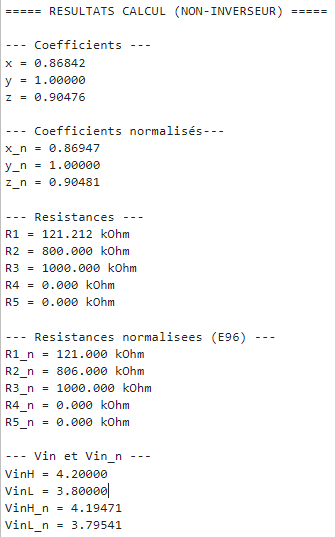 ===== RESULTATS CALCUL (NON-INVERSEUR) =====
--- Coefficients ---
x = 0.86842
y = 1.00000
z = 0.90476
--- Coefficients normalisés---
x_n = 0.86947
y_n = 1.00000
z_n = 0.90481
--- Resistances ---
R1 = 121.212 kOhm
R2 = 800.000 kOhm
R3 = 1000.000 kOhm
R4 = 0.000 kOhm
R5 = 0.000 kOhm
--- Resistances normalisees (E96) ---
R1_n = 121.000 kOhm
R2_n = 806.000 kOhm
R3_n = 1000.000 kOhm
R4_n = 0.000 kOhm
R5_n = 0.000 kOhm
--- Vin et Vin_n ---
VinH = 4.20000
VinL = 3.80000
VinH_n = 4.19471
VinL_n = 3.79541